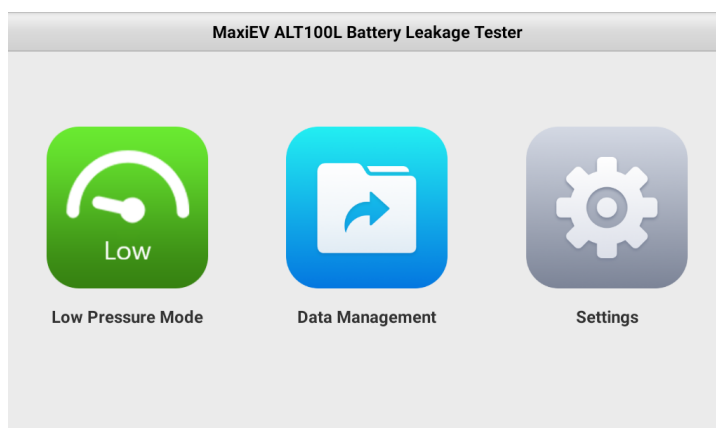 MaxiEV ALT100L Battery Leakage Tester
Low
Low Pressure Mode
Data Management
Settings